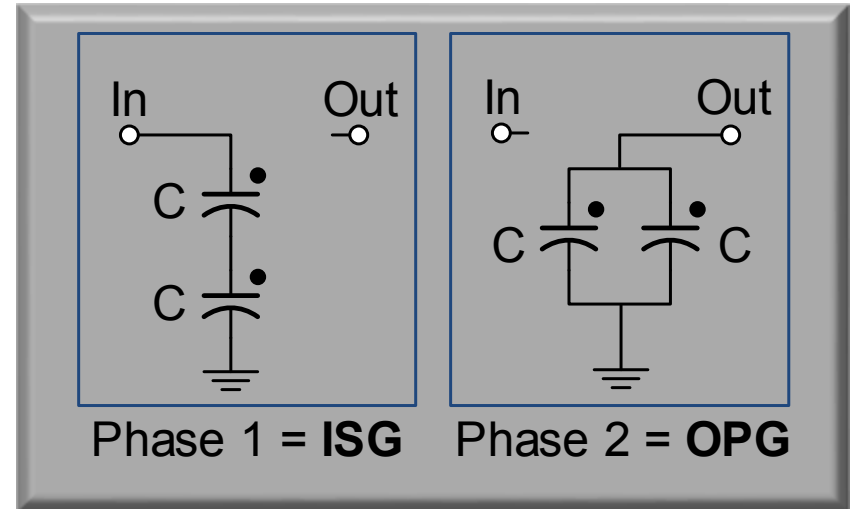 In Out
C
C
Phase 1 = ISG
In Out
C C
Phase 2 = OPG